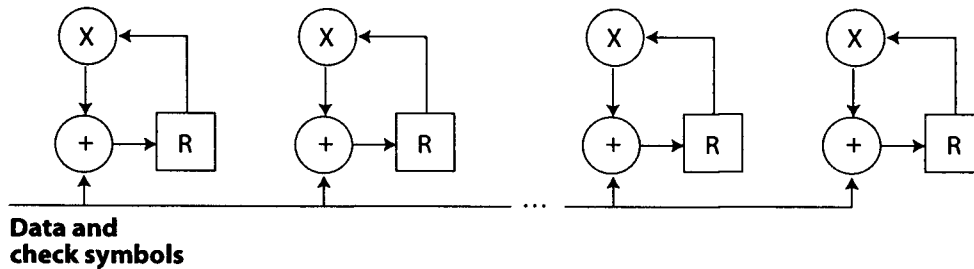 X X X X
+ R + R + R + R
...
Data and
check symbols